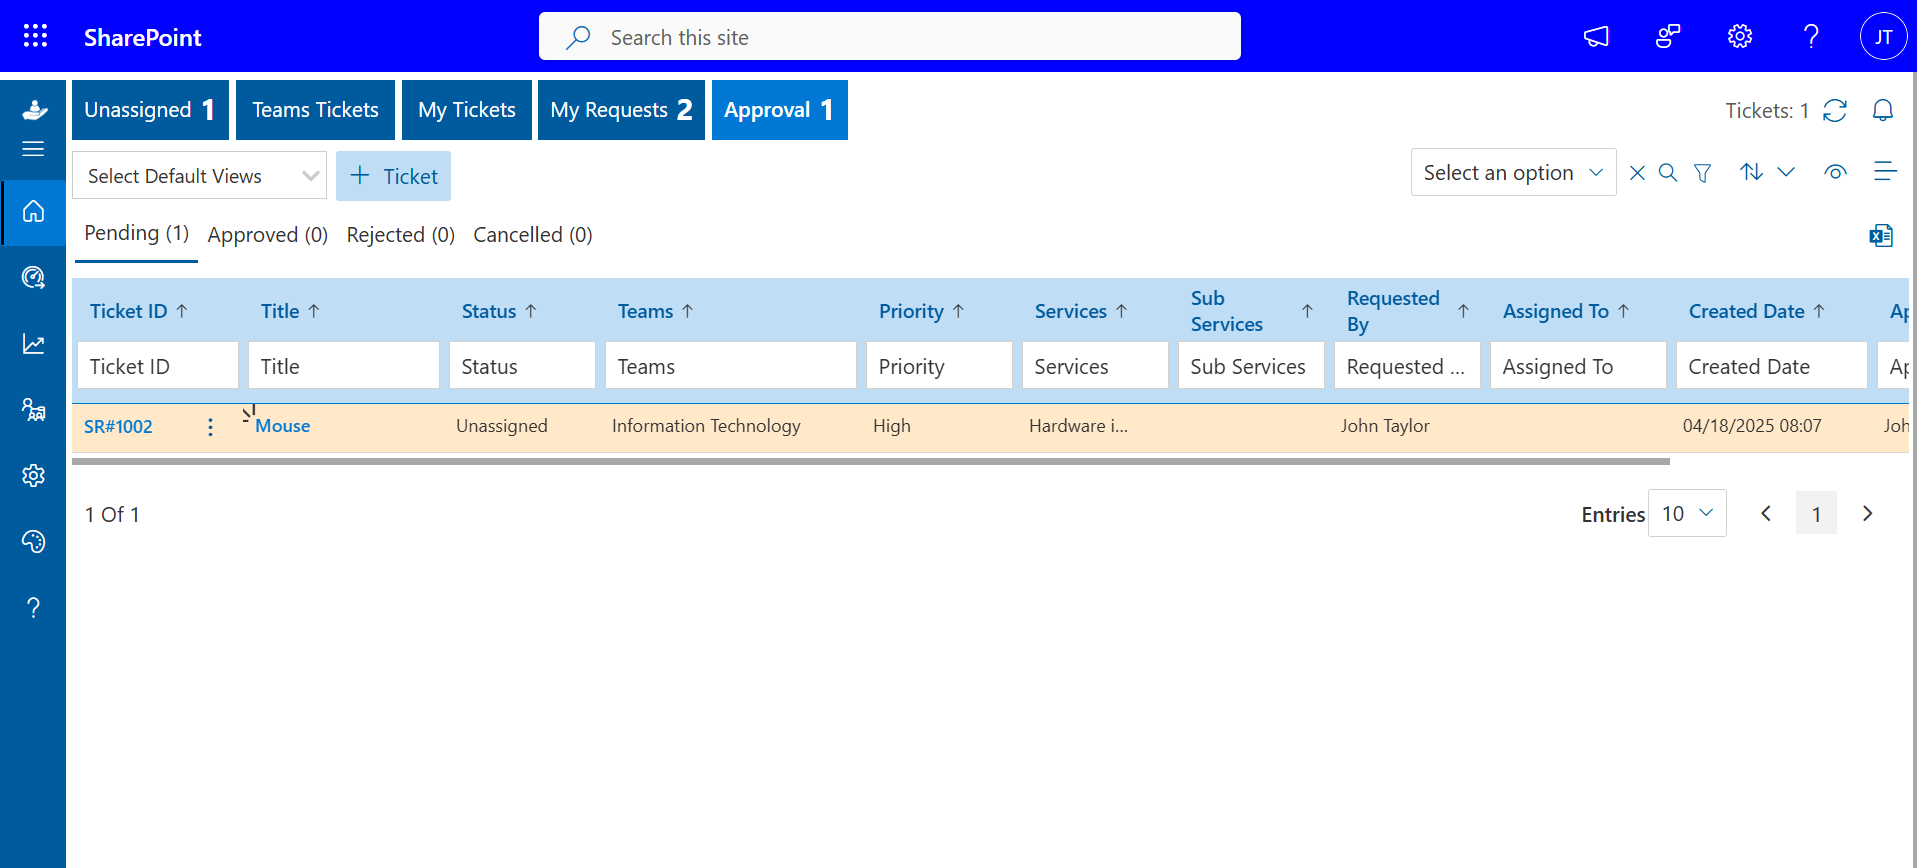 SharePoint
Search this site
JT
Unassigned 1
Teams Tickets
My Tickets
My Requests 2
Approval 1
Tickets: 1
Select Default Views
+ Ticket
Select an option
Pending (1)
Approved (0)
Rejected (0)
Cancelled (0)
Ticket ID
Title
Status
Teams
Priority
Services
Sub
Services
Requested
By
Assigned To
Created Date
Ap
Ticket ID
Title
Status
Teams
Priority
Services
Sub Services
Requested ...
Assigned To
Created Date
Ap
SR#1002
Mouse
Unassigned
Information Technology
High
Hardware i...
John Taylor
04/18/2025 08:07
Joh
1 Of 1
Entries
10
1